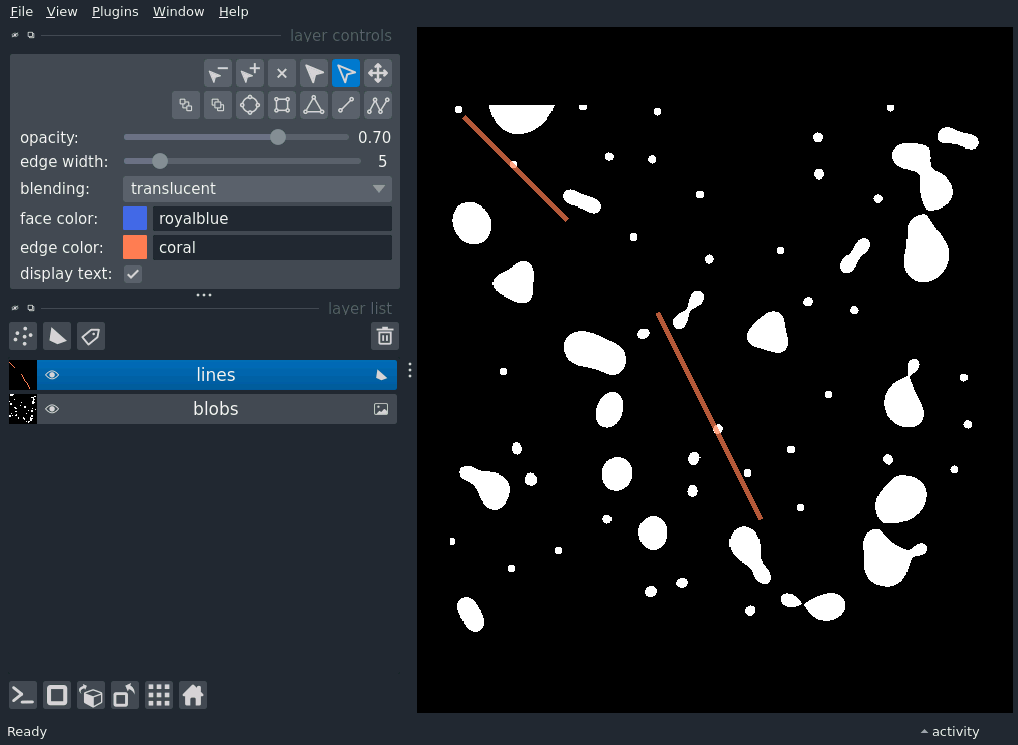 File View Plugins Window Help
layer controls
opacity: 0.70
edge width: 5
blending: translucent
face color: royalblue
edge color: coral
display text:
layer list
lines
blobs
Ready activity